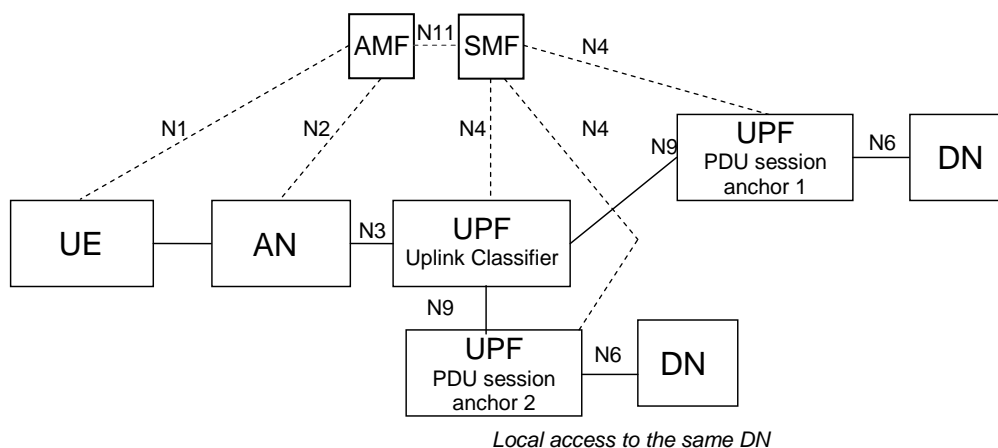 N11
AMF
SMF
N4
N1
N2
N4
N4
UPF
PDU session
anchor 1
N9
N6
DN
UE
AN
N3
UPF
Uplink Classifier
N9
UPF
PDU session
anchor 2
N6
DN
Local access to the same DN